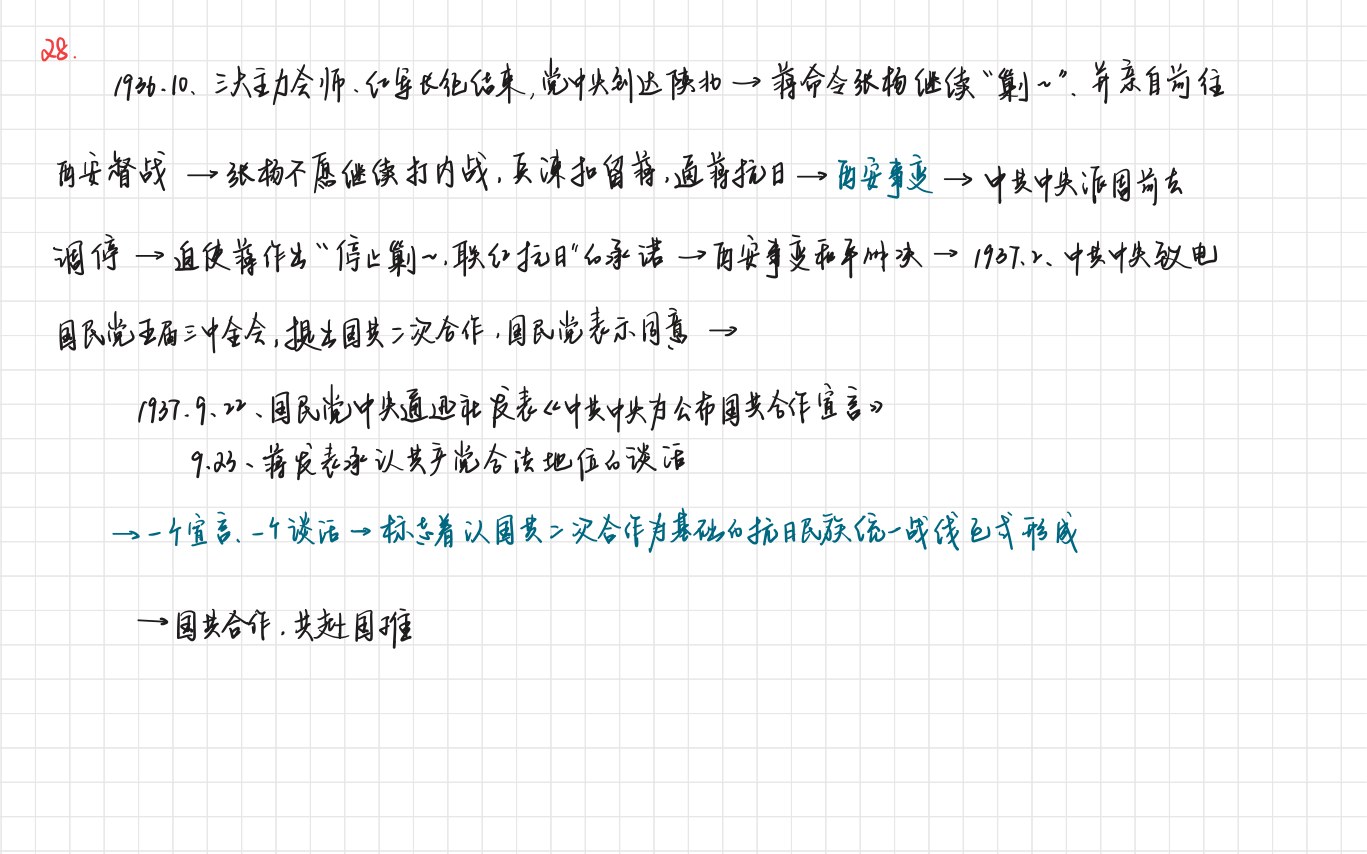 28.
1936.10、三大主力会师、红军长征结束,党中央到达陕北 → 蒋命令张杨继续“剿~”、并亲自前往
西安督战 → 张杨不愿继续打内战,兵谏扣留蒋,逼蒋抗日 → 西安事变 → 中共中央派周前去
调停 → 迫使蒋作出“停止剿~,联红抗日”的承诺 → 西安事变和平解决 → 1937.2、中共中央致电
国民党五届三中全会,提出国共二次合作,国民党表示同意 →
1937.9.22、国民党中央通迅社发表《中共中央为公布国共合作宣言》
9.23、蒋发表承认共产党合法地位的谈话
→ 一个宣言、一个谈话 → 标志着以国共二次合作为基础的抗日民族统一战线正式形成
→ 国共合作,共赴国难